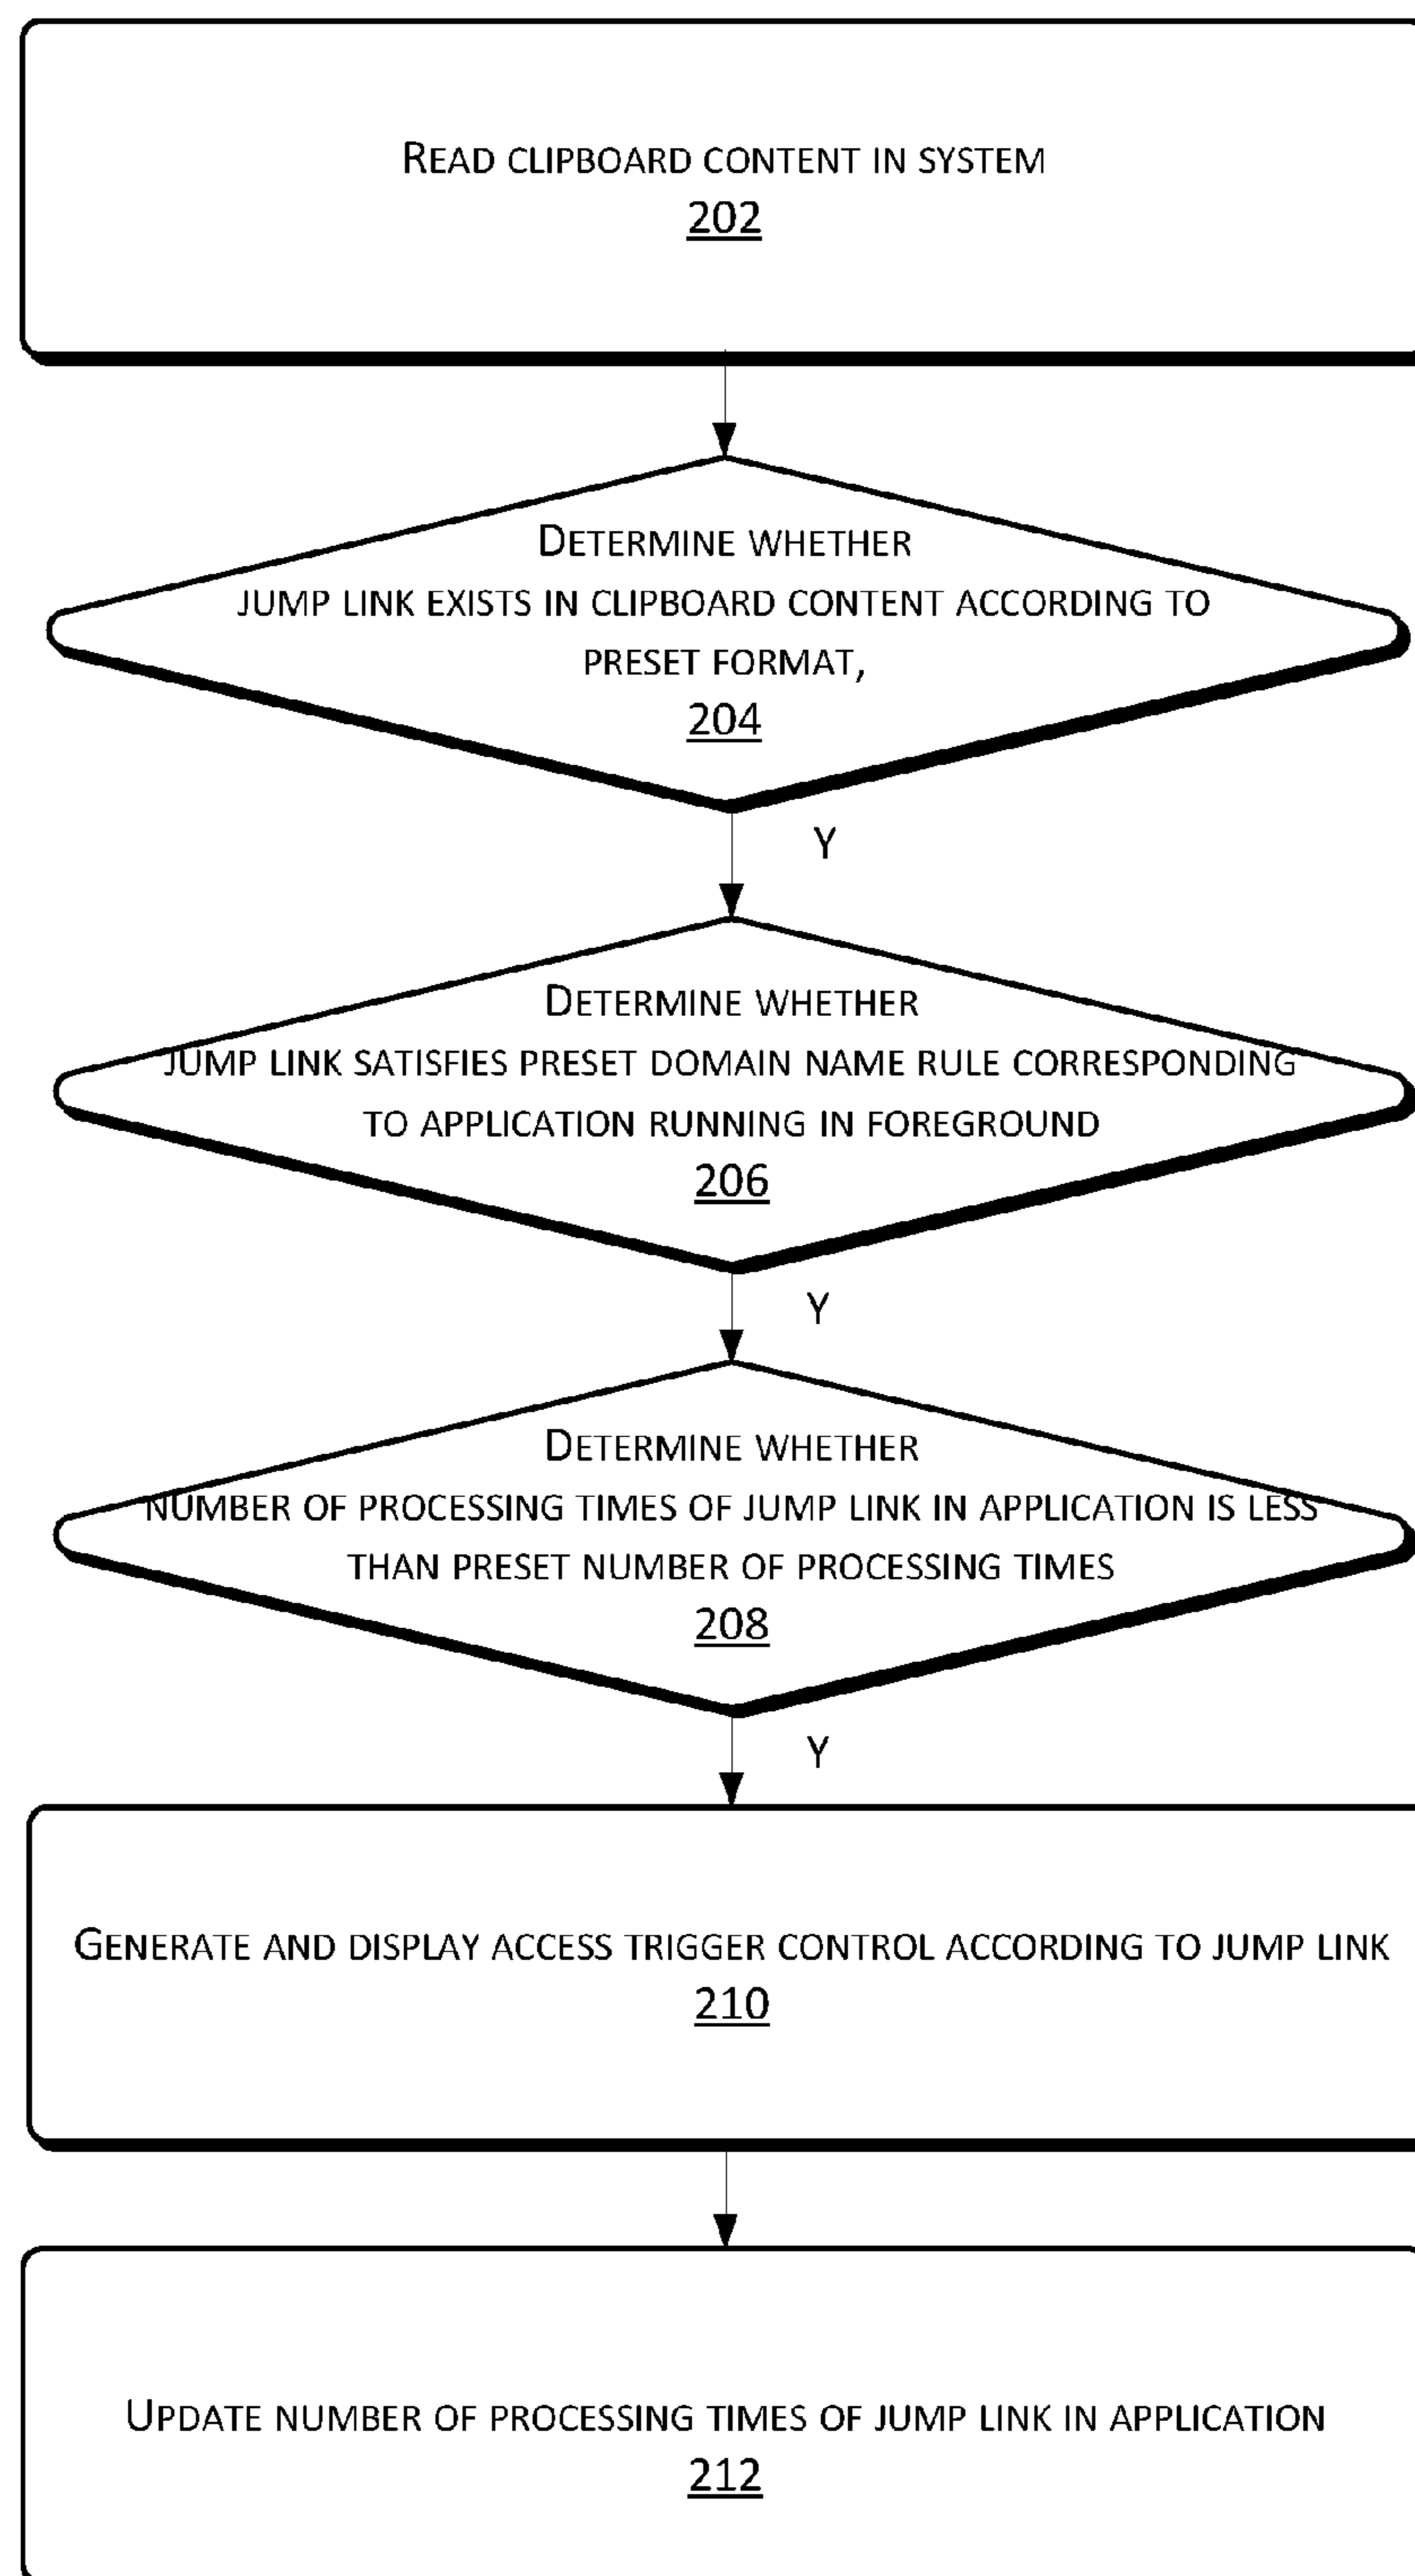 READ CLIPBOARD CONTENT IN SYSTEM
202
DETERMINE WHETHER
JUMP LINK EXISTS IN CLIPBOARD CONTENT ACCORDING TO
PRESET FORMAT,
204
Y
DETERMINE WHETHER
JUMP LINK SATISFIES PRESET DOMAIN NAME RULE CORRESPONDING
TO APPLICATION RUNNING IN FOREGROUND
206
Y
DETERMINE WHETHER
NUMBER OF PROCESSING TIMES OF JUMP LINK IN APPLICATION IS LESS
THAN PRESET NUMBER OF PROCESSING TIMES
208
Y
GENERATE AND DISPLAY ACCESS TRIGGER CONTROL ACCORDING TO JUMP LINK
210
UPDATE NUMBER OF PROCESSING TIMES OF JUMP LINK IN APPLICATION
212